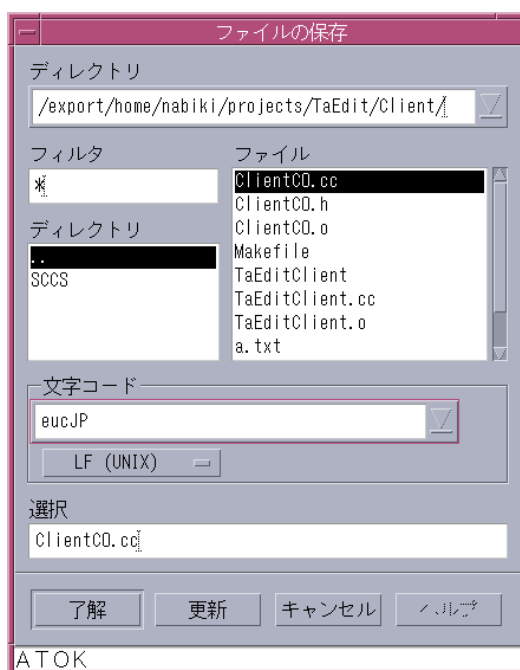 ファイルの保存
ディレクトリ
/export/home/nabiki/projects/TaEdit/Client/
フィルタ
*
ディレクトリ
..
SCCS
ファイル
ClientCO.cc
ClientCO.h
ClientCO.o
Makefile
TaEditClient
TaEditClient.cc
TaEditClient.o
a.txt
文字コード
eucJP
LF (UNIX)
選択
ClientCO.cc
了解
更新
キャンセル
ヘルプ
ATOK